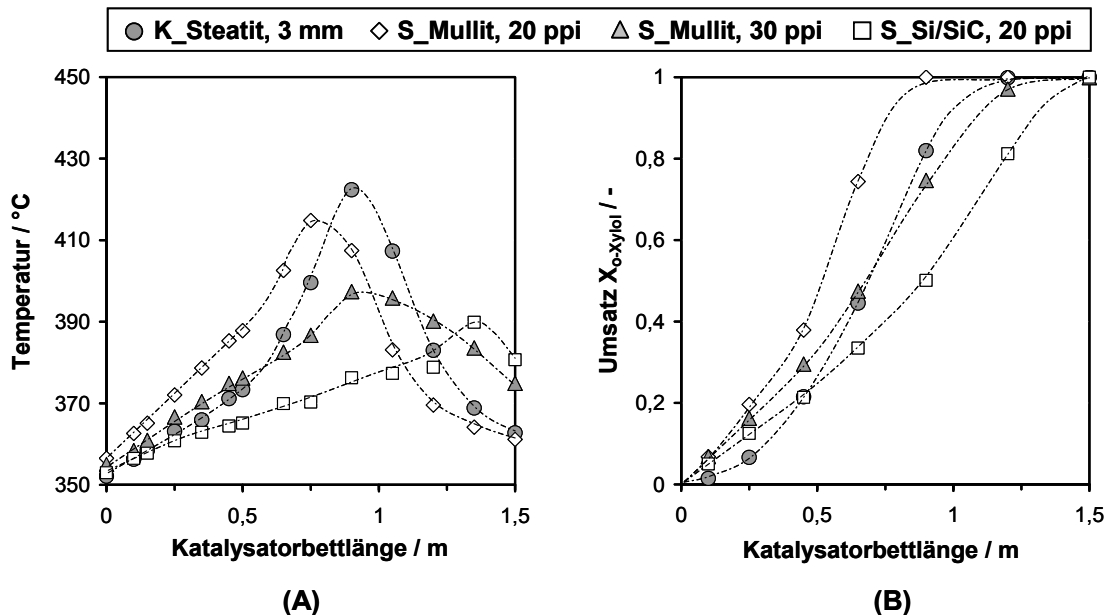 K_Steatit, 3 mm S_Mullit, 20 ppi S_Mullit, 30 ppi S_Si/SiC, 20 ppi
450
430
410
390
370
350
Temperatur / °C
0 0,5 1 1,5
Katalysatorbettlänge / m
(A)
1
0,8
0,6
0,4
0,2
0
Umsatz Xo-Xylol / -
0 0,5 1 1,5
Katalysatorbettlänge / m
(B)